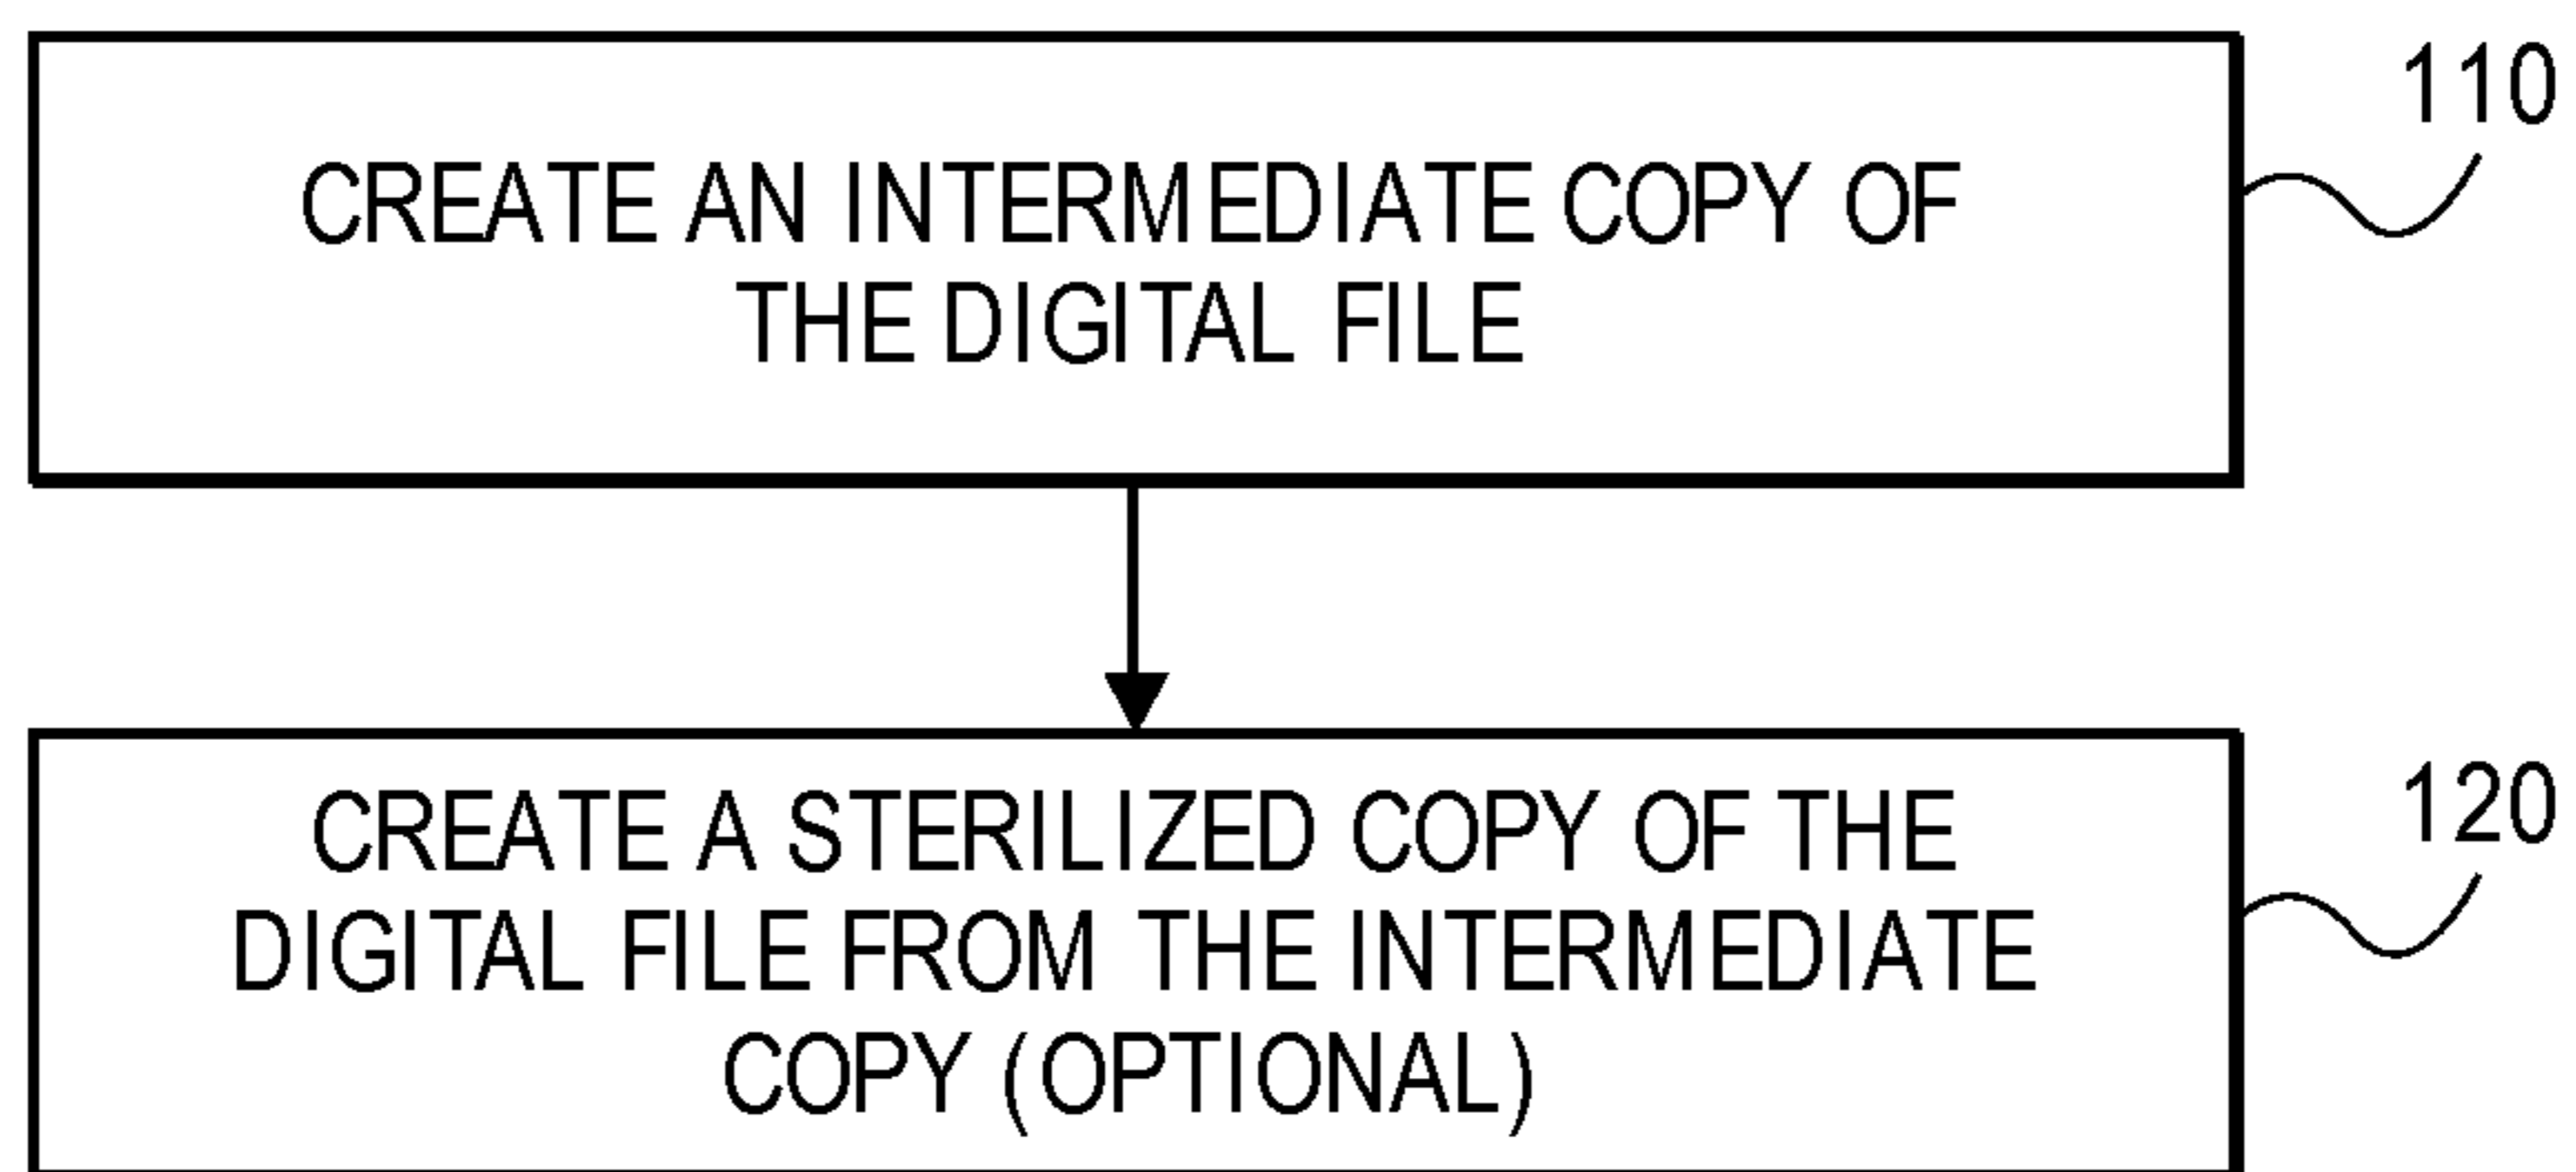 110
CREATE AN INTERMEDIATE COPY OF
THE DIGITAL FILE
120
CREATE A STERILIZED COPY OF THE
DIGITAL FILE FROM THE INTERMEDIATE
COPY (OPTIONAL)